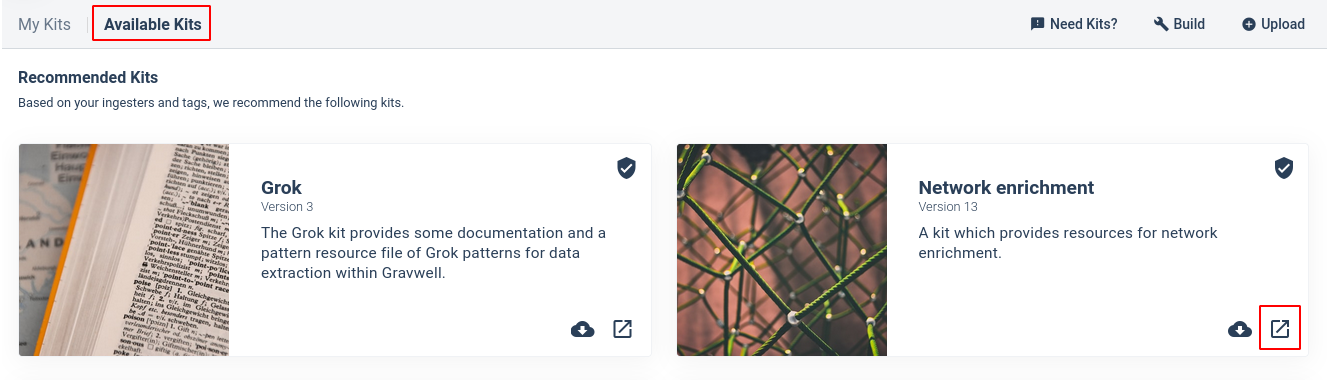 My Kits
Available Kits
Need Kits?
Build
Upload
Recommended Kits
Based on your ingesters and tags, we recommend the following kits.
Grok
Version 3
The Grok kit provides some documentation and a
pattern resource file of Grok patterns for data
extraction within Gravwell.
Network enrichment
Version 13
A kit which provides resources for network
enrichment.